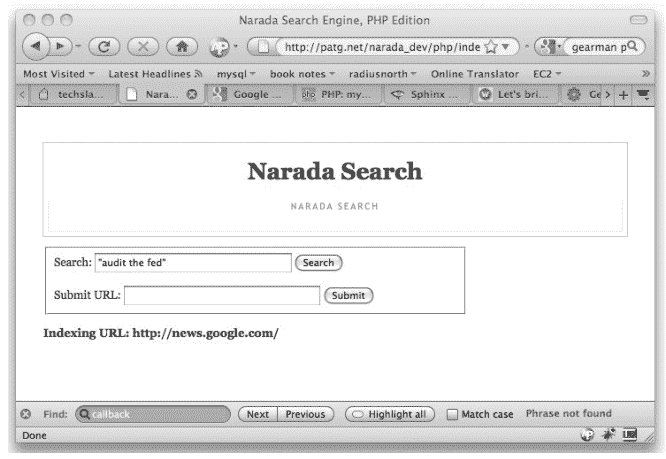 Narada Search Engine, PHP Edition
http://patg.net/narada_dev/php/inde
gearman p
Most Visited Latest Headlines mysql book notes radiusnorth Online Translator EC2 »
techsla... Nara... Google ... php PHP: my... Sphinx ... Let's bri... Ge
Narada Search
NARADA SEARCH
Search: "audit the fed" Search
Submit URL: Submit
Indexing URL: http://news.google.com/
Find: callback Next Previous Highlight all Match case Phrase not found
Done